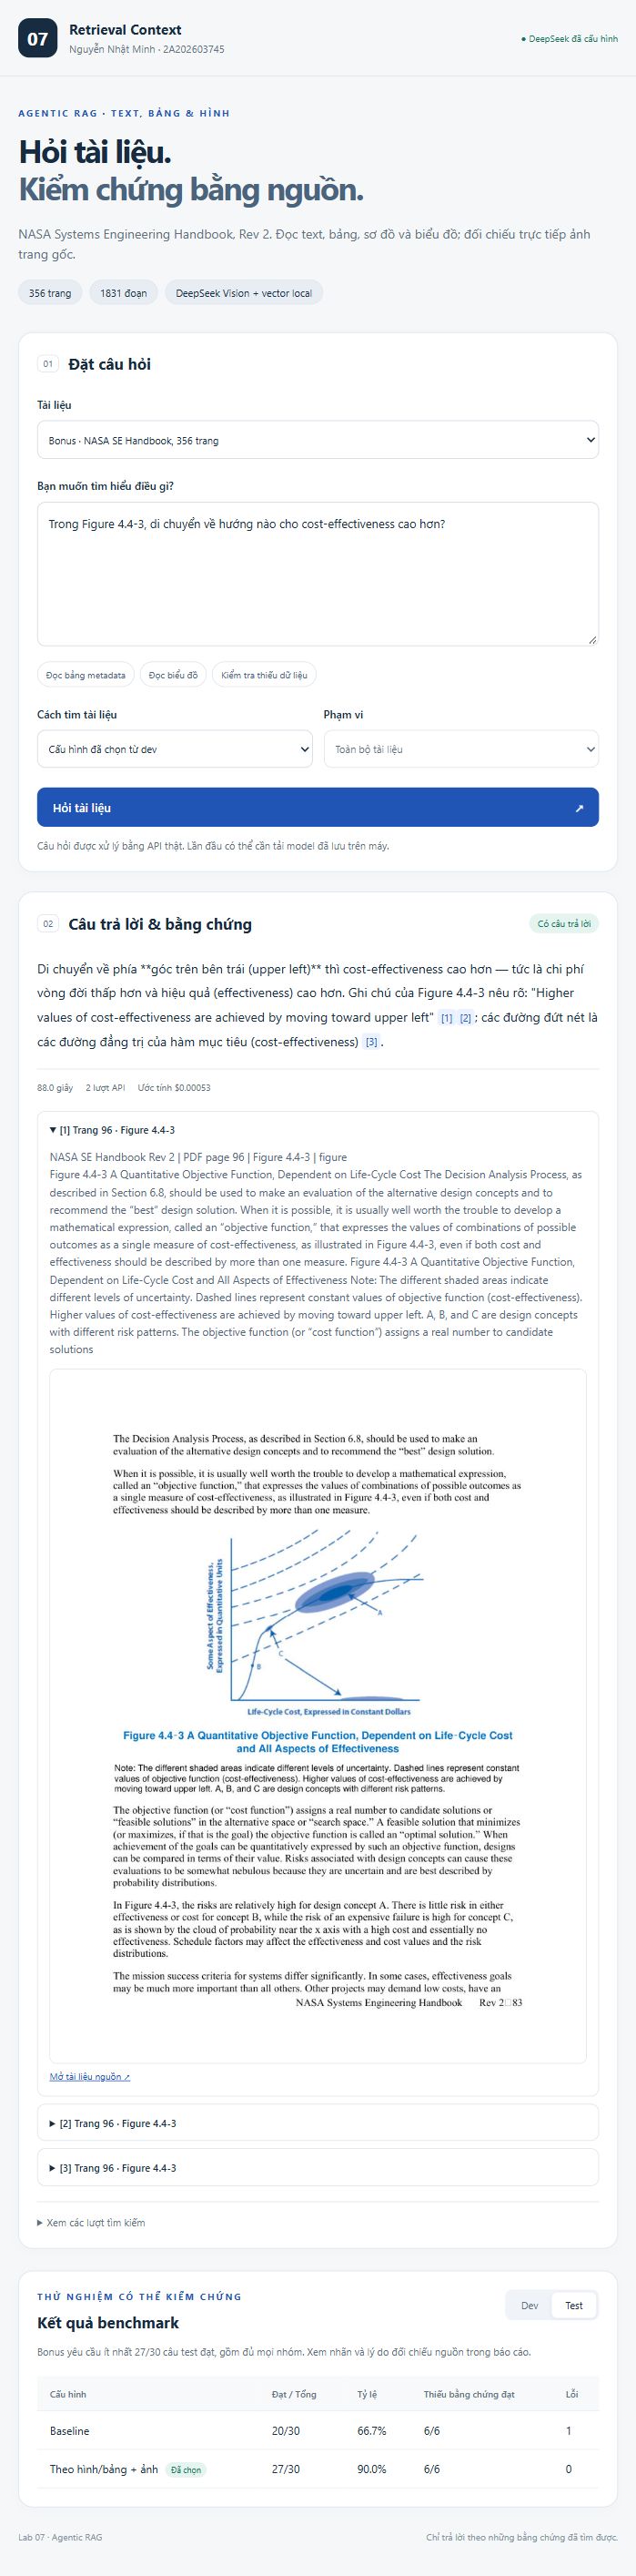 07
Retrieval Context
Nguyễn Nhật Minh · 2A202603745
● DeepSeek đã cấu hình
AGENTIC RAG · TEXT, BẢNG & HÌNH
Hỏi tài liệu.
Kiểm chứng bằng nguồn.
NASA Systems Engineering Handbook, Rev 2. Đọc text, bảng, sơ đồ và biểu đồ; đối chiếu trực tiếp ảnh
trang gốc.
356 trang
1831 đoạn
DeepSeek Vision + vector local
01
Đặt câu hỏi
Tài liệu
Bonus · NASA SE Handbook, 356 trang
Bạn muốn tìm hiểu điều gì?
Trong Figure 4.4-3, di chuyển về hướng nào cho cost-effectiveness cao hơn?
Đọc bảng metadata
Đọc biểu đồ
Kiểm tra thiếu dữ liệu
Cách tìm tài liệu
Phạm vi
Cấu hình đã chọn từ dev
Toàn bộ tài liệu
Hỏi tài liệu ↗
Câu hỏi được xử lý bằng API thật. Lần đầu có thể cần tải model đã lưu trên máy.
02
Câu trả lời & bằng chứng
Có câu trả lời
Di chuyển về phía **góc trên bên trái (upper left)** thì cost-effectiveness cao hơn — tức là chi phí
vòng đời thấp hơn và hiệu quả (effectiveness) cao hơn. Ghi chú của Figure 4.4-3 nêu rõ: "Higher
values of cost-effectiveness are achieved by moving toward upper left" [1] [2] ; các đường đứt nét là
các đường đẳng trị của hàm mục tiêu (cost-effectiveness) [3] .
88.0 giây 2 lượt API Ước tính $0.00053
▼ [1] Trang 96 · Figure 4.4-3
NASA SE Handbook Rev 2 | PDF page 96 | Figure 4.4-3 | figure
Figure 4.4-3 A Quantitative Objective Function, Dependent on Life-Cycle Cost The Decision Analysis Process, as
described in Section 6.8, should be used to make an evaluation of the alternative design concepts and to
recommend the "best" design solution. When it is possible, it is usually well worth the trouble to develop a
mathematical expression, called an "objective function," that expresses the values of combinations of possible
outcomes as a single measure of cost-effectiveness, as illustrated in Figure 4.4-3, even if both cost and
effectiveness should be described by more than one measure. Figure 4.4-3 A Quantitative Objective Function,
Dependent on Life-Cycle Cost and All Aspects of Effectiveness Note: The different shaded areas indicate
different levels of uncertainty. Dashed lines represent constant values of objective function (cost-effectiveness).
Higher values of cost-effectiveness are achieved by moving toward upper left. A, B, and C are design concepts
with different risk patterns. The objective function (or "cost function") assigns a real number to candidate
solutions
The Decision Analysis Process, as described in Section 6.8, should be used to make an
evaluation of the alternative design concepts and to recommend the "best" design solution.
When it is possible, it is usually well worth the trouble to develop a mathematical expression,
called an "objective function," that expresses the values of combinations of possible outcomes as
a single measure of cost-effectiveness, as illustrated in Figure 4.4-3, even if both cost and
effectiveness should be described by more than one measure.
Some Aspect of Effectiveness,
Expressed in Quantitative Units
A
C
B
Life-Cycle Cost, Expressed in Constant Dollars
Figure 4.4-3 A Quantitative Objective Function, Dependent on Life-Cycle Cost
and All Aspects of Effectiveness
Note: The different shaded areas indicate different levels of uncertainty. Dashed lines represent constant
values of objective function (cost-effectiveness). Higher values of cost-effectiveness are achieved by
moving toward upper left. A, B, and C are design concepts with different risk patterns.
The objective function (or "cost function") assigns a real number to candidate solutions or
"feasible solutions" in the alternative space or "search space." A feasible solution that minimizes
(or maximizes, if that is the goal) the objective function is called an "optimal solution." When
achievement of the goals can be quantitatively expressed by such an objective function, designs
can be compared in terms of their value. Risks associated with design concepts can cause these
evaluations to be somewhat nebulous because they are uncertain and are best described by
probability distributions.
In Figure 4.4-3, the risks are relatively high for design concept A. There is little risk in either
effectiveness or cost for concept B, while the risk of an expensive failure is high for concept C,
as is shown by the cloud of probability near the x axis with a high cost and essentially no
effectiveness. Schedule factors may affect the effectiveness and cost values and the risk
distributions.
The mission success criteria for systems differ significantly. In some cases, effectiveness goals
may be much more important than all others. Other projects may demand low costs, have an
NASA Systems Engineering Handbook Rev 2□83
Mở tài liệu nguồn ↗
▶ [2] Trang 96 · Figure 4.4-3
▶ [3] Trang 96 · Figure 4.4-3
▶ Xem các lượt tìm kiếm
THỬ NGHIỆM CÓ THỂ KIỂM CHỨNG
Kết quả benchmark
Dev
Test
Bonus yêu cầu ít nhất 27/30 câu test đạt, gồm đủ mọi nhóm. Xem nhãn và lý do đối chiếu nguồn trong báo cáo.
Cấu hình Đạt / Tổng Tỷ lệ Thiếu bằng chứng đạt Lỗi
Baseline 20/30 66.7% 6/6 1
Theo hình/bảng + ảnh Đã chọn 27/30 90.0% 6/6 0
Lab 07 · Agentic RAG
Chỉ trả lời theo những bằng chứng đã tìm được.